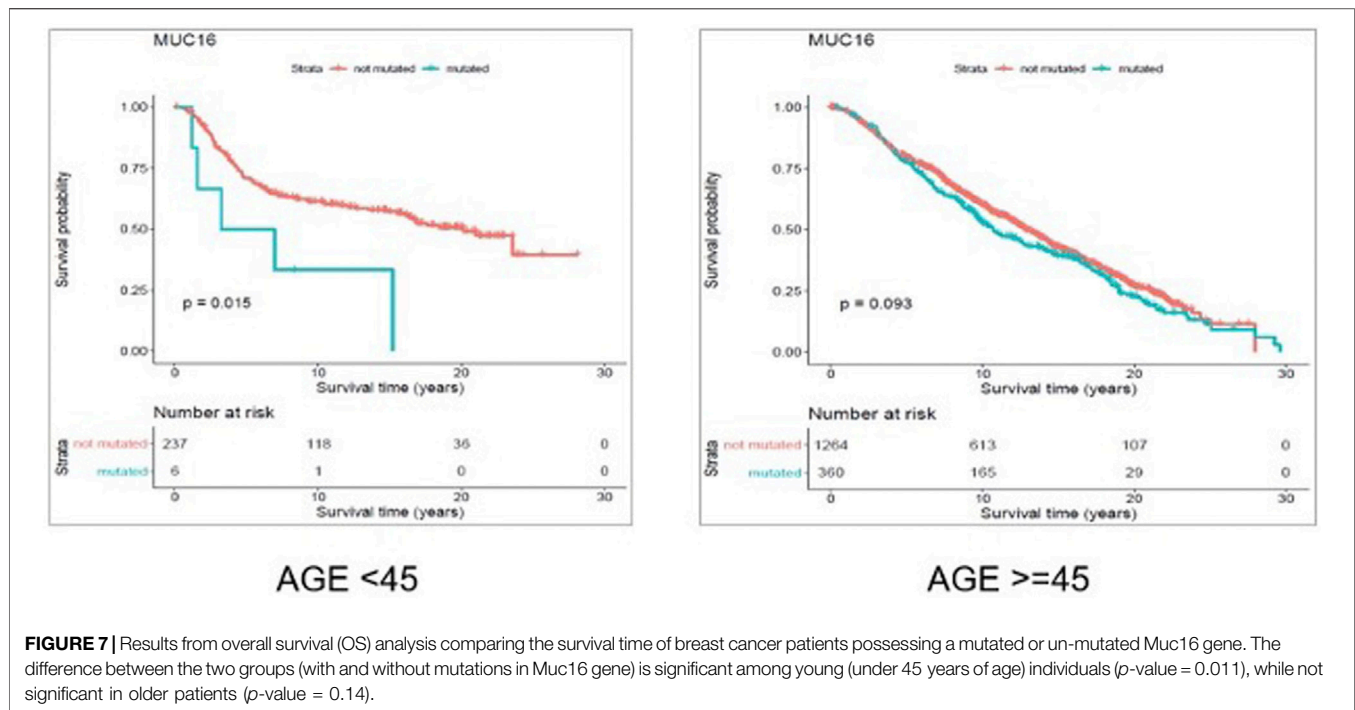 MUC16
Strata not mutated mutated
Survival probability
1.00
0.75
0.50
0.25
0.00
p = 0.015
0 10 20 30
Survival time (years)
Number at risk
Strata
not mutated 237 118 36 0
mutated 6 1 0 0
0 10 20 30
Survival time (years)
AGE <45
MUC16
Strata not mutated mutated
Survival probability
1.00
0.75
0.50
0.25
0.00
p = 0.093
0 10 20 30
Survival time (years)
Number at risk
Strata
not mutated 1264 613 107 0
mutated 360 165 29 0
0 10 20 30
Survival time (years)
AGE >=45
FIGURE 7 | Results from overall survival (OS) analysis comparing the survival time of breast cancer patients possessing a mutated or un-mutated Muc16 gene. The
difference between the two groups (with and without mutations in Muc16 gene) is significant among young (under 45 years of age) individuals (p-value = 0.011), while not
significant in older patients (p-value = 0.14).